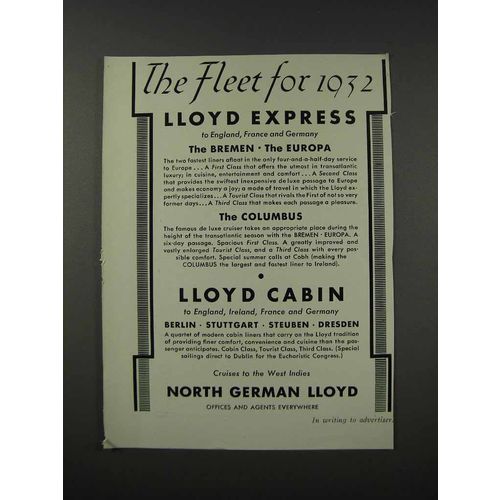 The Fleet for 1932
LLOYD EXPRESS
to England, France and Germany
The BREMEN · The EUROPA
The two fastest liners afloat in the only four-and-a-half-day service
to Europe . . . A First Class that offers the utmost in transatlantic
luxury; in cuisine, entertainment and comfort . . . A Second Class
that provides the swiftest inexpensive de luxe passage to Europe
and makes economy a joy; a mode of travel in which the Lloyd ex-
pertly specializes . . . A Tourist Class that rivals the First of not so very
former days . . . A Third Class that makes each passage a pleasure.
The COLUMBUS
The famous de luxe cruiser takes an appropriate place during the
height of the transatlantic season with the BREMEN · EUROPA. A
six-day passage. Spacious First Class. A greatly improved and
vastly enlarged Tourist Class, and a Third Class with every pos-
sible comfort. Special summer calls at Cobh (making the
COLUMBUS the largest and fastest liner to Ireland).
LLOYD CABIN
to England, Ireland, France and Germany
BERLIN · STUTTGART · STEUBEN · DRESDEN
A quartet of modern cabin liners that carry on the Lloyd tradition
of providing finer comfort, convenience and cuisine than the pas-
senger anticipates. Cabin Class, Tourist Class, Third Class. (Special
sailings direct to Dublin for the Eucharistic Congress.)
Cruises to the West Indies
NORTH GERMAN LLOYD
OFFICES AND AGENTS EVERYWHERE
In writing to advertiser